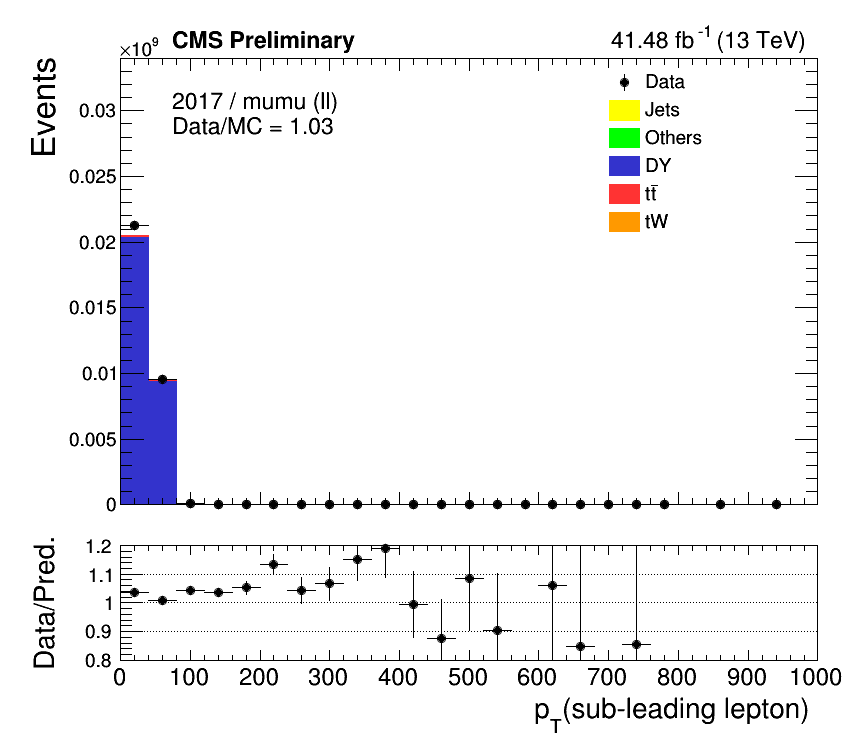 ×10⁹ CMS Preliminary 41.48 fb⁻¹ (13 TeV)
Events
2017 / mumu (ll)
Data/MC = 1.03
Data
Jets
Others
DY
tt̄
tW
0.03
0.025
0.02
0.015
0.01
0.005
0
Data/Pred.
1.2
1.1
1
0.9
0.8
0 100 200 300 400 500 600 700 800 900 1000
p_T(sub-leading lepton)